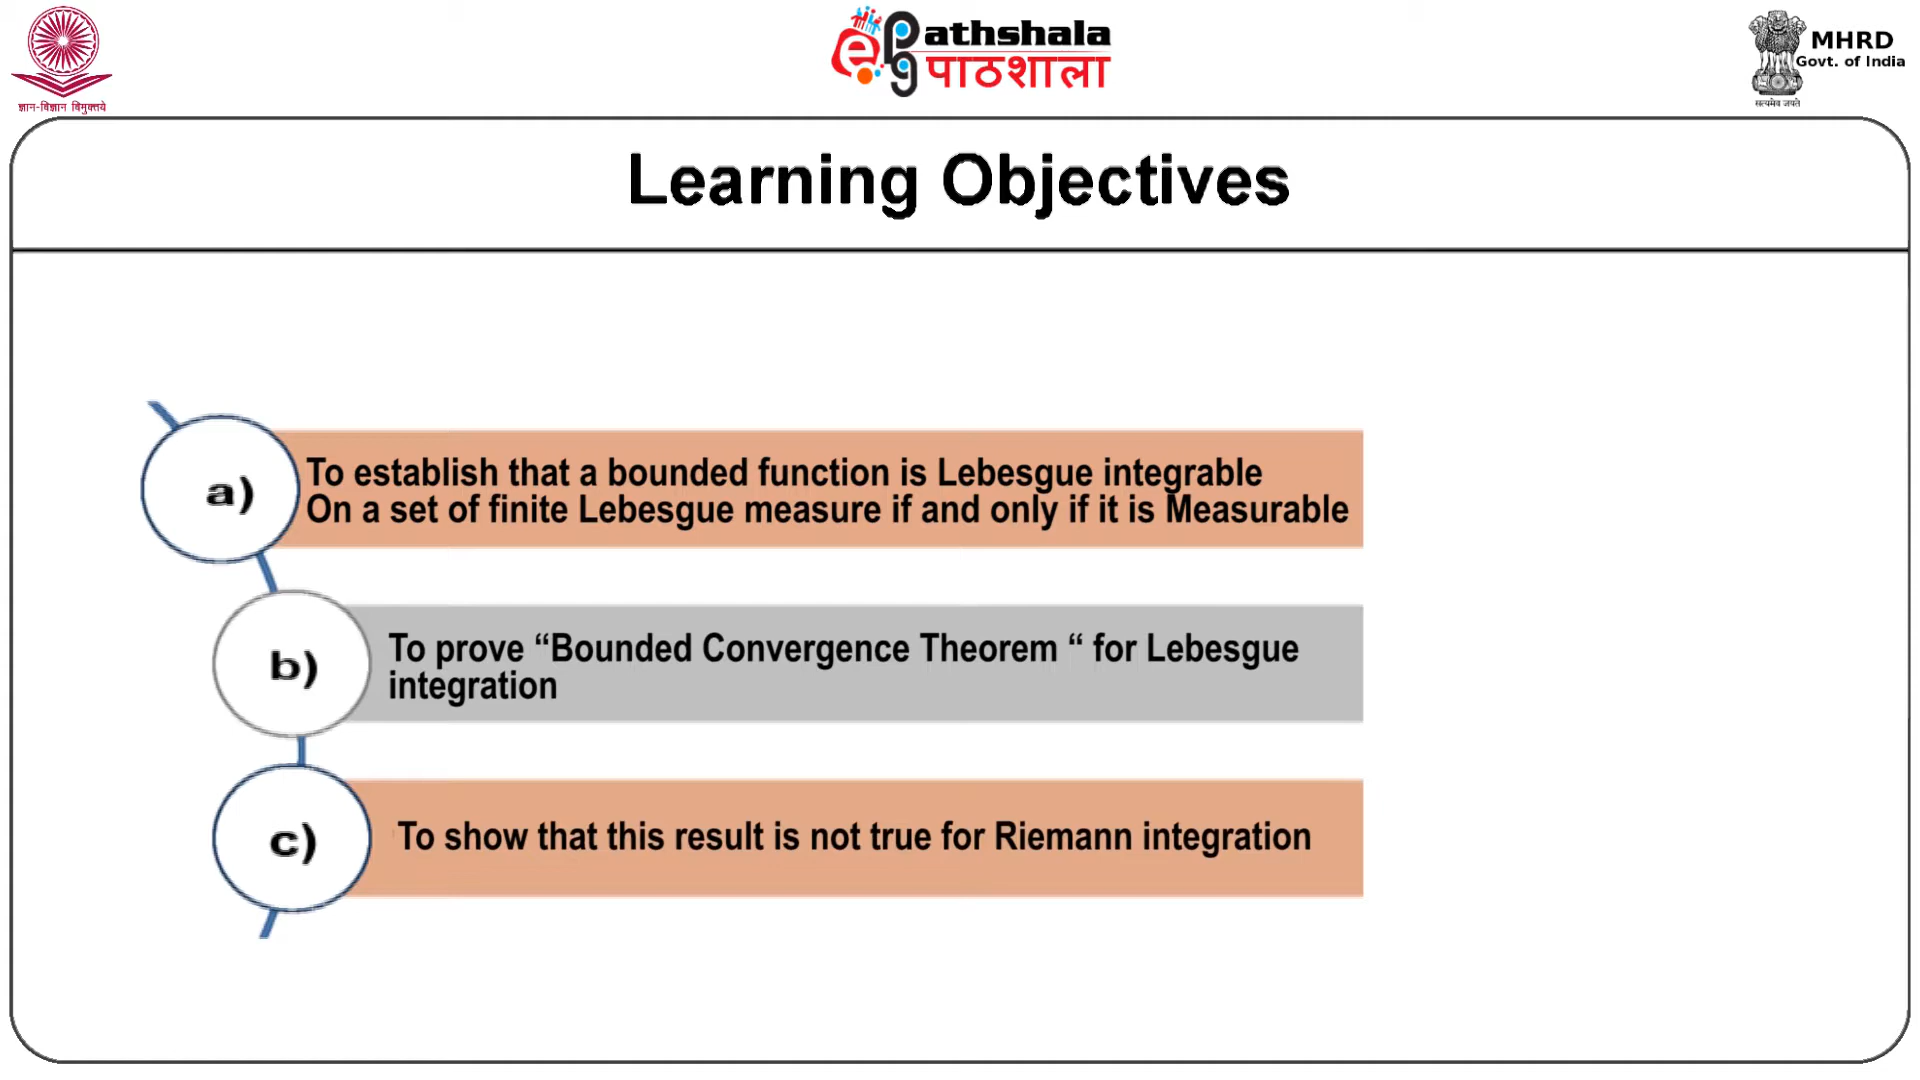 ज्ञान-विज्ञान विमुक्तये
ePathshala
पाठशाला
MHRD
Govt. of India
सत्यमेव जयते
Learning Objectives
a) To establish that a bounded function is Lebesgue integrable
On a set of finite Lebesgue measure if and only if it is Measurable
b) To prove “Bounded Convergence Theorem “ for Lebesgue
integration
c) To show that this result is not true for Riemann integration